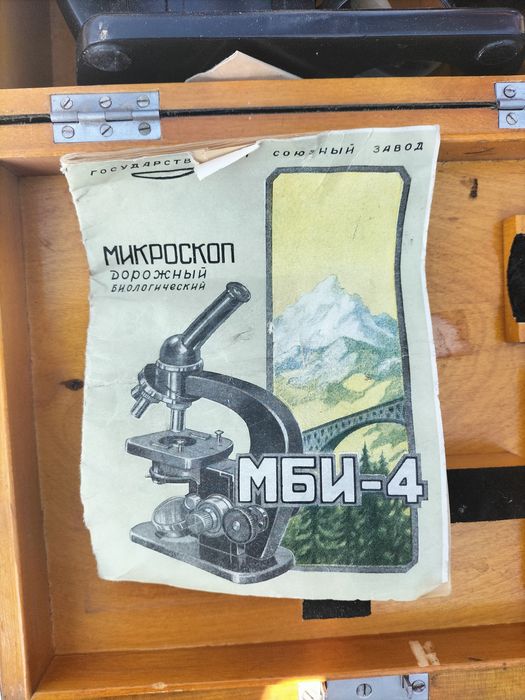 ГОСУДАРСТВ СОЮЗНЫЙ ЗАВОД
МИКРОСКОП
ДОРОЖНЫЙ
БИОЛОГИЧЕСКИЙ
МБИ-4